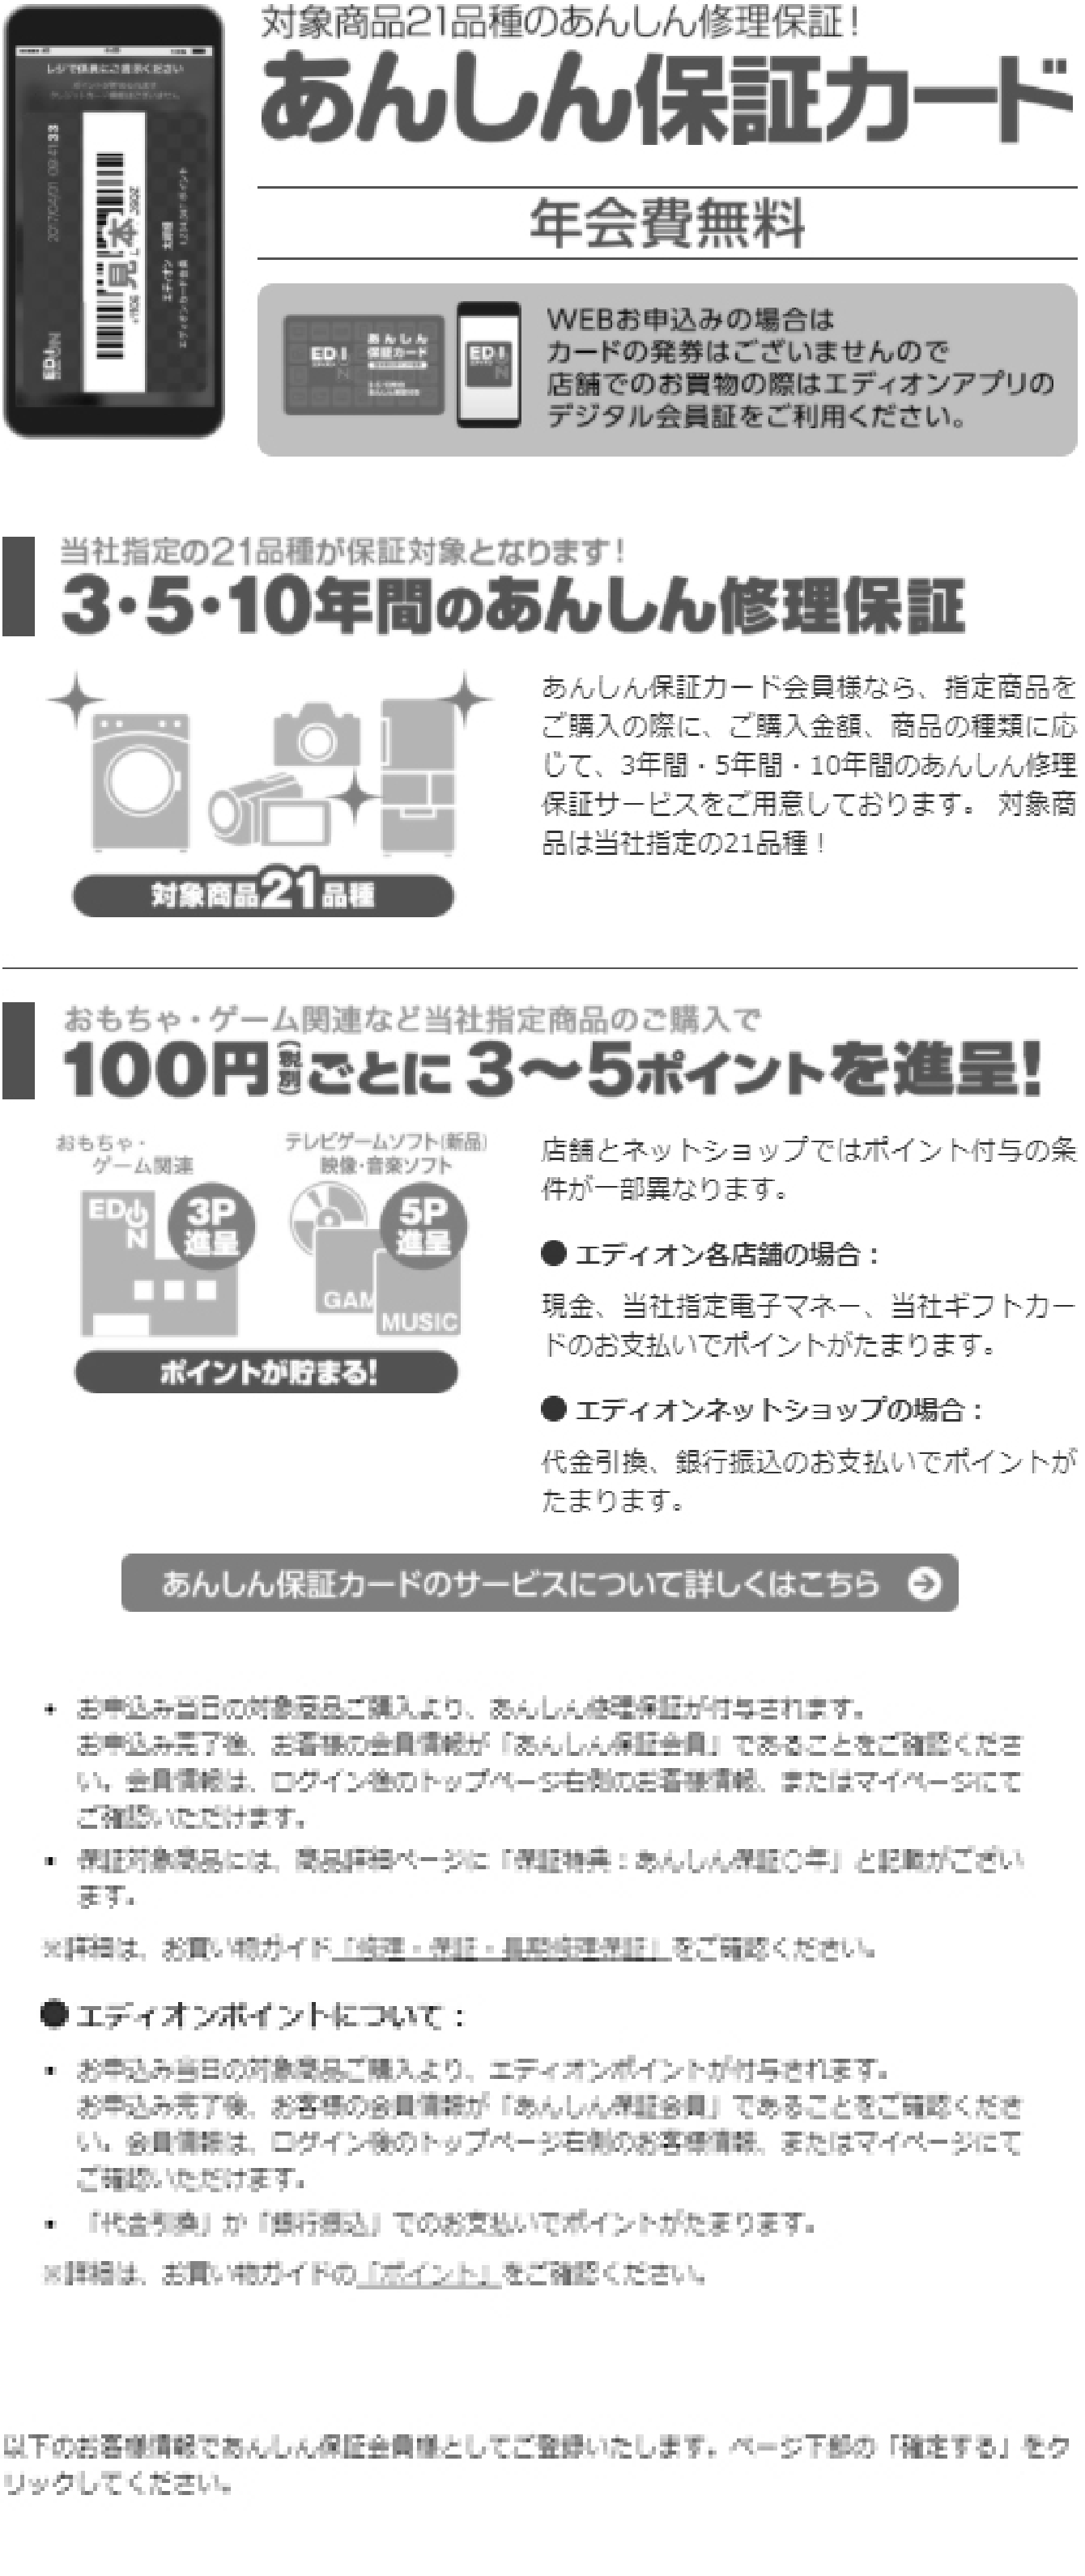 対象商品21品種のあんしん修理保証!
あんしん保証カード
年会費無料
レジで係員にご提示ください
見本
EDION
あんしん
保証カード
EDION
EDION
WEBお申込みの場合は
カードの発券はございませんので
店舗でのお買物の際はエディオンアプリの
デジタル会員証をご利用ください。
当社指定の21品種が保証対象となります!
3・5・10年間のあんしん修理保証
対象商品21品種
あんしん保証カード会員様なら、指定商品を
ご購入の際に、ご購入金額、商品の種類に応
じて、3年間・5年間・10年間のあんしん修理
保証サービスをご用意しております。 対象商
品は当社指定の21品種!
おもちゃ・ゲーム関連など当社指定商品のご購入で
100円(税別)ごとに 3〜5ポイントを進呈!
おもちゃ・
ゲーム関連
EDION
3P
進呈
テレビゲームソフト(新品)
映像・音楽ソフト
5P
進呈
GAM
MUSIC
ポイントが貯まる!
店舗とネットショップではポイント付与の条
件が一部異なります。
● エディオン各店舗の場合:
現金、当社指定電子マネー、当社ギフトカー
ドのお支払いでポイントがたまります。
● エディオンネットショップの場合:
代金引換、銀行振込のお支払いでポイントが
たまります。
あんしん保証カードのサービスについて詳しくはこちら
• お申込み当日の対象商品ご購入より、あんしん修理保証が付与されます。
お申込み完了後、お客様の会員情報が「あんしん保証会員」であることをご確認くださ
い。会員情報は、ログイン後のトップページ右側のお客様情報、またはマイページにて
ご確認いただけます。
• 保証対象商品には、商品詳細ページに「保証特典:あんしん保証○年」と記載がござい
ます。
※詳細は、お買い物ガイド「修理・保証・長期修理保証」をご確認ください。
● エディオンポイントについて:
• お申込み当日の対象商品ご購入より、エディオンポイントが付与されます。
お申込み完了後、お客様の会員情報が「あんしん保証会員」であることをご確認くださ
い。会員情報は、ログイン後のトップページ右側のお客様情報、またはマイページにて
ご確認いただけます。
• 「代金引換」か「銀行振込」でのお支払いでポイントがたまります。
※詳細は、お買い物ガイドの「ポイント」をご確認ください。
以下のお客様情報であんしん保証会員様としてご登録いたします。ページ下部の「確定する」をク
リックしてください。